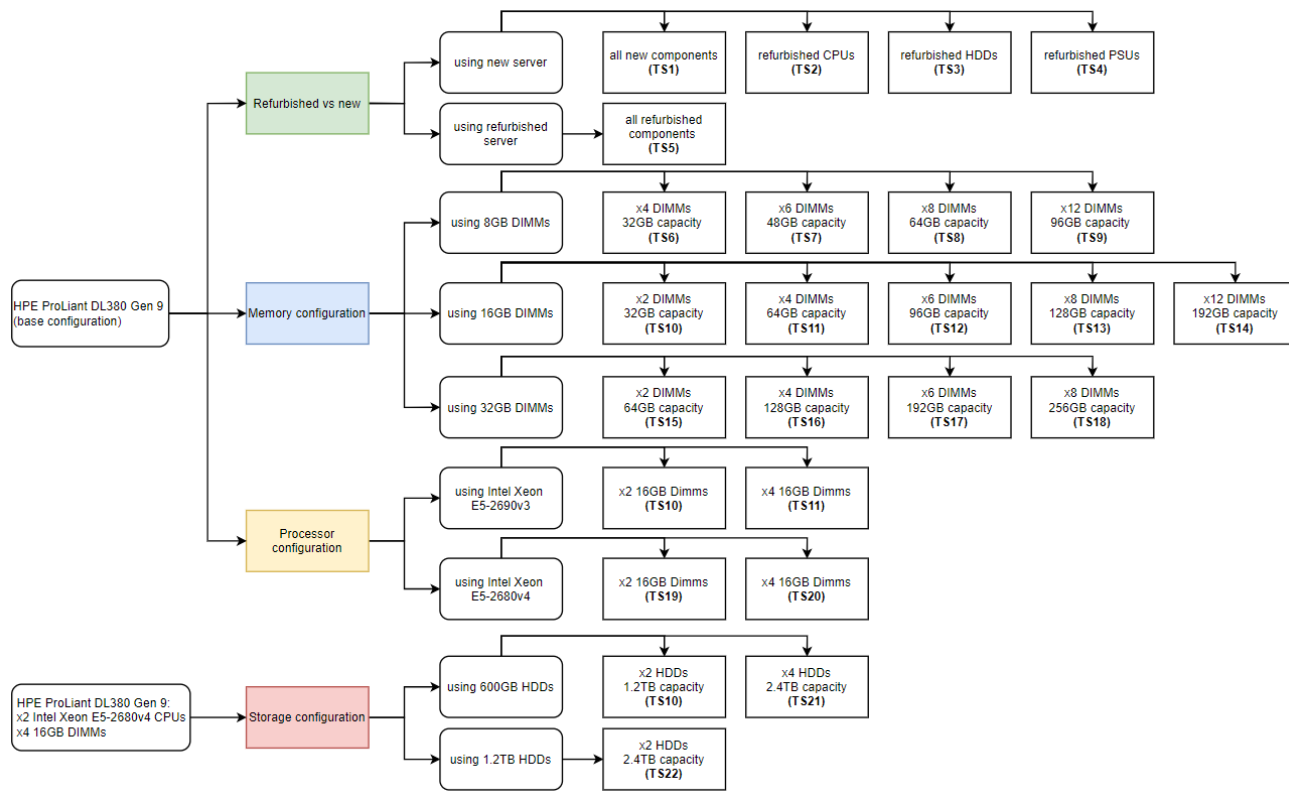 using new server
all new components
(TS1)
refurbished CPUs
(TS2)
refurbished HDDs
(TS3)
refurbished PSUs
(TS4)
Refurbished vs new
using refurbished
server
all refurbished
components
(TS5)
using 8GB DIMMs
x4 DIMMs
32GB capacity
(TS6)
x6 DIMMs
48GB capacity
(TS7)
x8 DIMMs
64GB capacity
(TS8)
x12 DIMMs
96GB capacity
(TS9)
HPE ProLiant DL380 Gen 9
(base configuration)
Memory configuration
using 16GB DIMMs
x2 DIMMs
32GB capacity
(TS10)
x4 DIMMs
64GB capacity
(TS11)
x6 DIMMs
96GB capacity
(TS12)
x8 DIMMs
128GB capacity
(TS13)
x12 DIMMs
192GB capacity
(TS14)
using 32GB DIMMs
x2 DIMMs
64GB capacity
(TS15)
x4 DIMMs
128GB capacity
(TS16)
x6 DIMMs
192GB capacity
(TS17)
x8 DIMMs
256GB capacity
(TS18)
Processor
configuration
using Intel Xeon
E5-2690v3
x2 16GB Dimms
(TS10)
x4 16GB Dimms
(TS11)
using Intel Xeon
E5-2680v4
x2 16GB Dimms
(TS19)
x4 16GB Dimms
(TS20)
HPE ProLiant DL380 Gen 9:
x2 Intel Xeon E5-2680v4 CPUs
x4 16GB DIMMs
Storage configuration
using 600GB HDDs
x2 HDDs
1.2TB capacity
(TS10)
x4 HDDs
2.4TB capacity
(TS21)
using 1.2TB HDDs
x2 HDDs
2.4TB capacity
(TS22)